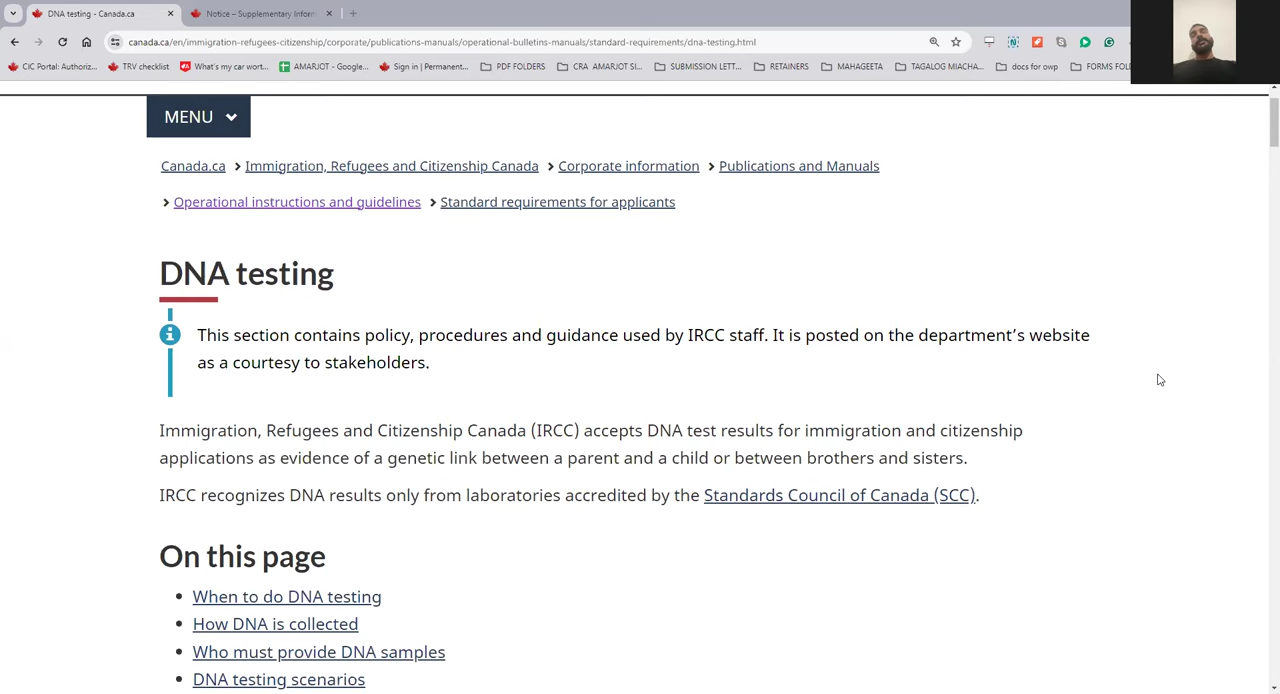 DNA testing - Canada.ca
Notice – Supplementary Inform
canada.ca/en/immigration-refugees-citizenship/corporate/publications-manuals/operational-bulletins-manuals/standard-requirements/dna-testing.html
CIC Portal: Authoriz... TRV checklist What's my car wort... AMARJOT - Google... Sign in | Permanent... PDF FOLDERS CRA AMARJOT SI... SUBMISSION LETT... RETAINERS MAHAGEETA TAGALOG MIACHA... docs for owp FORMS FOL
MENU
Canada.ca > Immigration, Refugees and Citizenship Canada > Corporate information > Publications and Manuals
> Operational instructions and guidelines > Standard requirements for applicants
DNA testing
This section contains policy, procedures and guidance used by IRCC staff. It is posted on the department's website
as a courtesy to stakeholders.
Immigration, Refugees and Citizenship Canada (IRCC) accepts DNA test results for immigration and citizenship
applications as evidence of a genetic link between a parent and a child or between brothers and sisters.
IRCC recognizes DNA results only from laboratories accredited by the Standards Council of Canada (SCC).
On this page
• When to do DNA testing
• How DNA is collected
• Who must provide DNA samples
• DNA testing scenarios